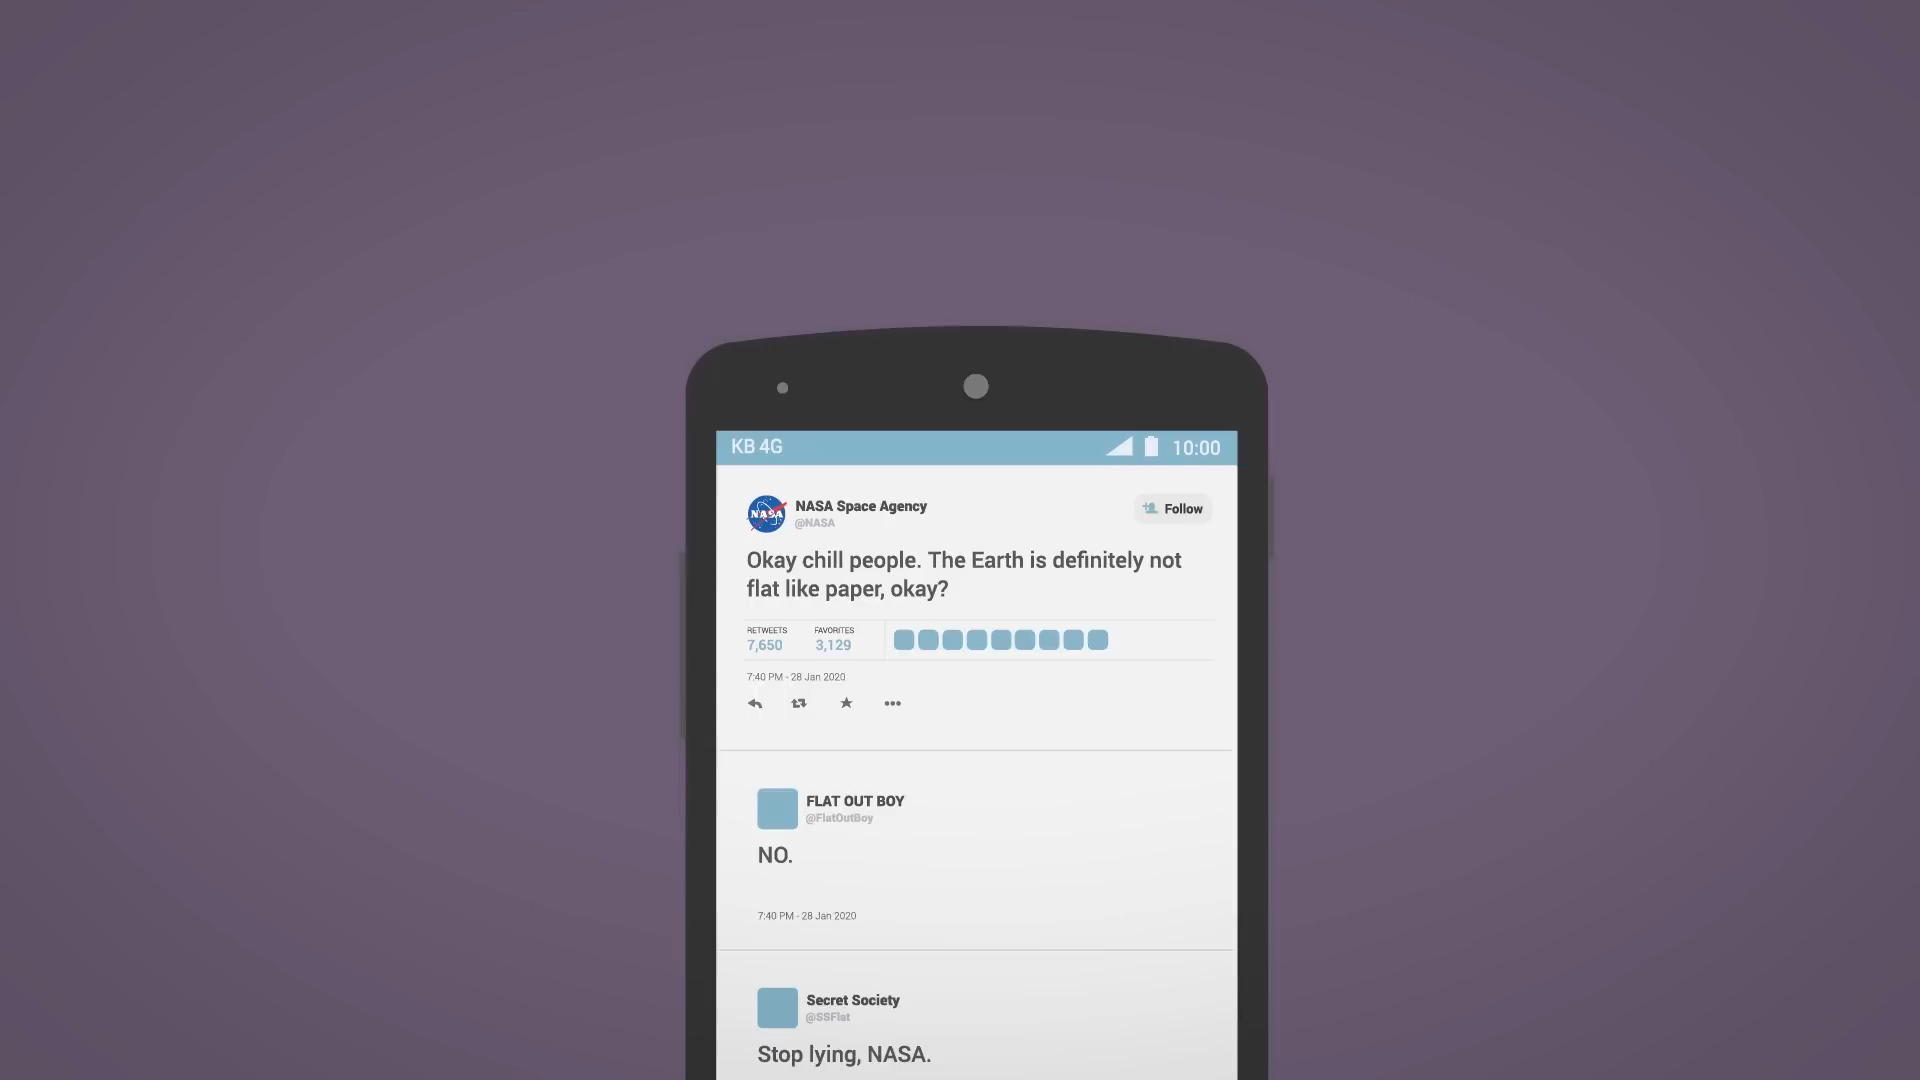 KB 4G
10:00
NASA
NASA Space Agency
@NASA
Follow
Okay chill people. The Earth is definitely not
flat like paper, okay?
RETWEETS FAVORITES
7,650 3,129
7:40 PM - 28 Jan 2020
FLAT OUT BOY
@FlatOutBoy
NO.
7:40 PM - 28 Jan 2020
Secret Society
@SSFlat
Stop lying, NASA.